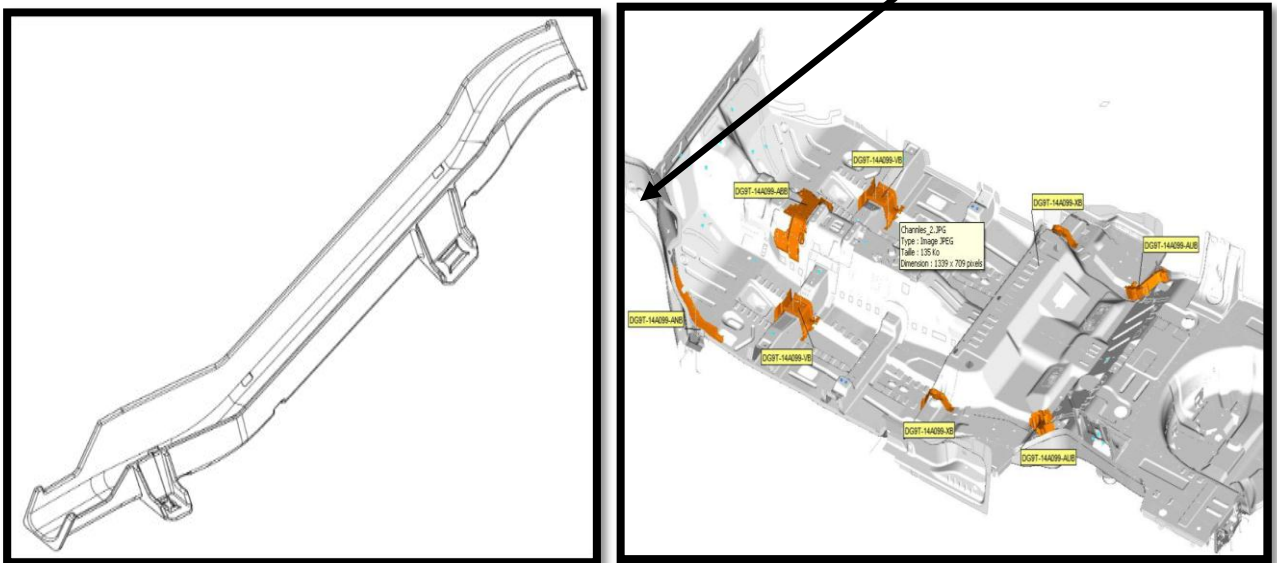 DG9T-14A099-VB
DG9T-14A099-ABB
DG9T-14A099-XB
Channles_2.JPG
Type : Image JPEG
Taille : 135 Ko
Dimension : 1339 x 709 pixels
DG9T-14A099-AUB
DG9T-14A099-ANB
DG9T-14A099-VB
DG9T-14A099-XB
DG9T-14A099-AUB